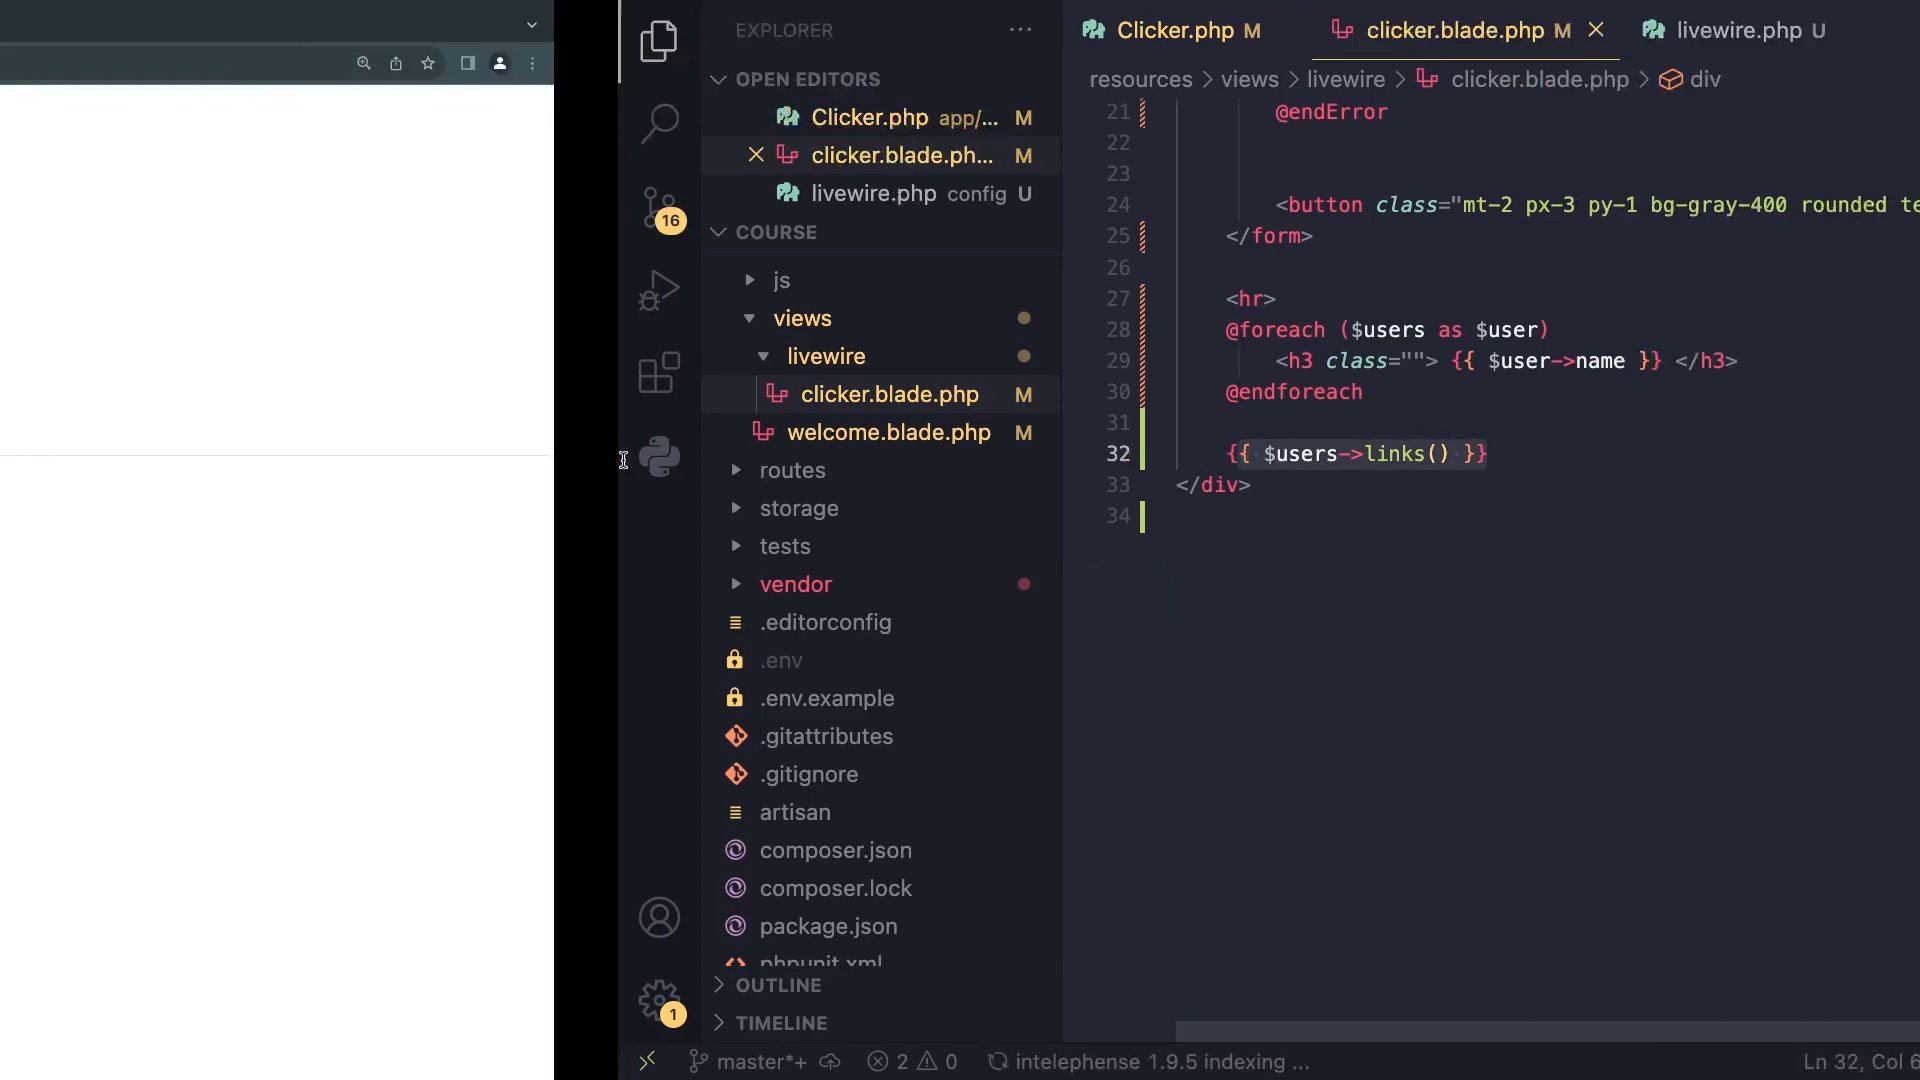 EXPLORER
OPEN EDITORS
Clicker.php app/... M
clicker.blade.ph... M
livewire.php config U
16
COURSE
js
views
livewire
clicker.blade.php M
welcome.blade.php M
routes
storage
tests
vendor
.editorconfig
.env
.env.example
.gitattributes
.gitignore
artisan
composer.json
composer.lock
package.json
phpunit.xml
OUTLINE
TIMELINE
1
Clicker.php M
clicker.blade.php M
livewire.php U
resources > views > livewire > clicker.blade.php > div
21 @endError
22
23
24 <button class="mt-2 px-3 py-1 bg-gray-400 rounded te
25 </form>
26
27 <hr>
28 @foreach ($users as $user)
29 <h3 class=""> {{ $user->name }} </h3>
30 @endforeach
31
32 {{ $users->links() }}
33 </div>
34
master*+ 2 0 intelephense 1.9.5 indexing ... Ln 32, Col 6